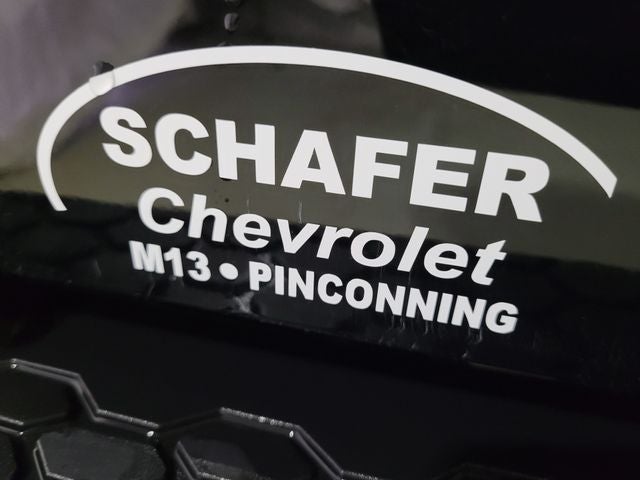 SCHAFER
Chevrolet
M13 • PINCONNING